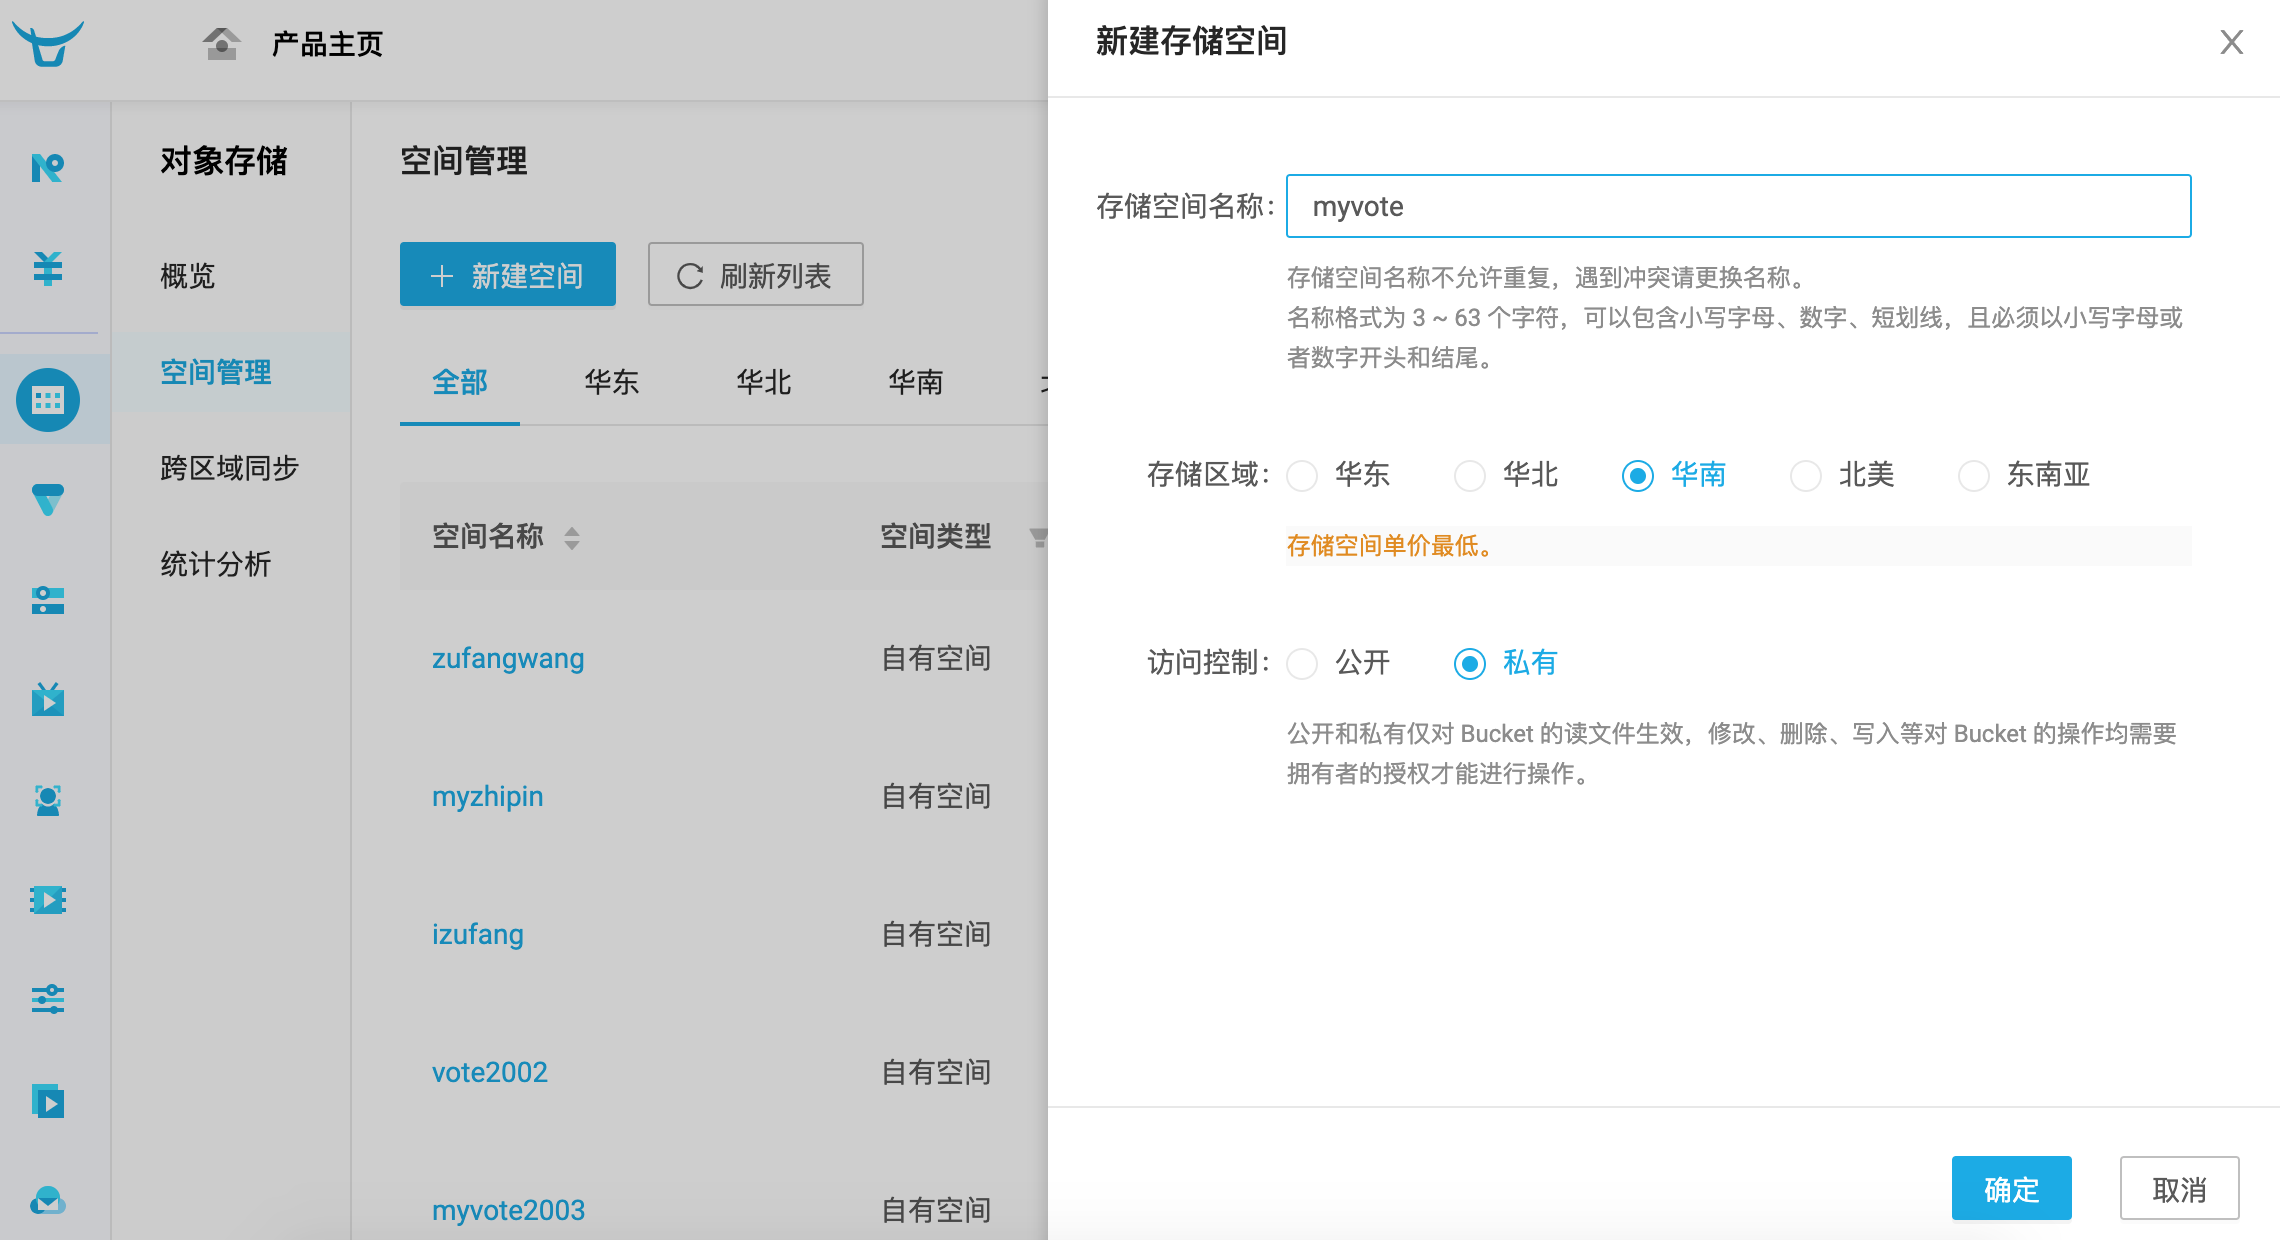 产品主页
对象存储
概览
空间管理
跨区域同步
统计分析
空间管理
新建空间
刷新列表
全部 华东 华北 华南
空间名称 空间类型
zufangwang 自有空间
myzhipin 自有空间
izufang 自有空间
vote2002 自有空间
myvote2003 自有空间
新建存储空间
存储空间名称: myvote
存储空间名称不允许重复，遇到冲突请更换名称。
名称格式为 3 ~ 63 个字符，可以包含小写字母、数字、短划线，且必须以小写字母或
者数字开头和结尾。
存储区域: 华东 华北 华南 北美 东南亚
存储空间单价最低。
访问控制: 公开 私有
公开和私有仅对 Bucket 的读文件生效，修改、删除、写入等对 Bucket 的操作均需要
拥有者的授权才能进行操作。
确定 取消